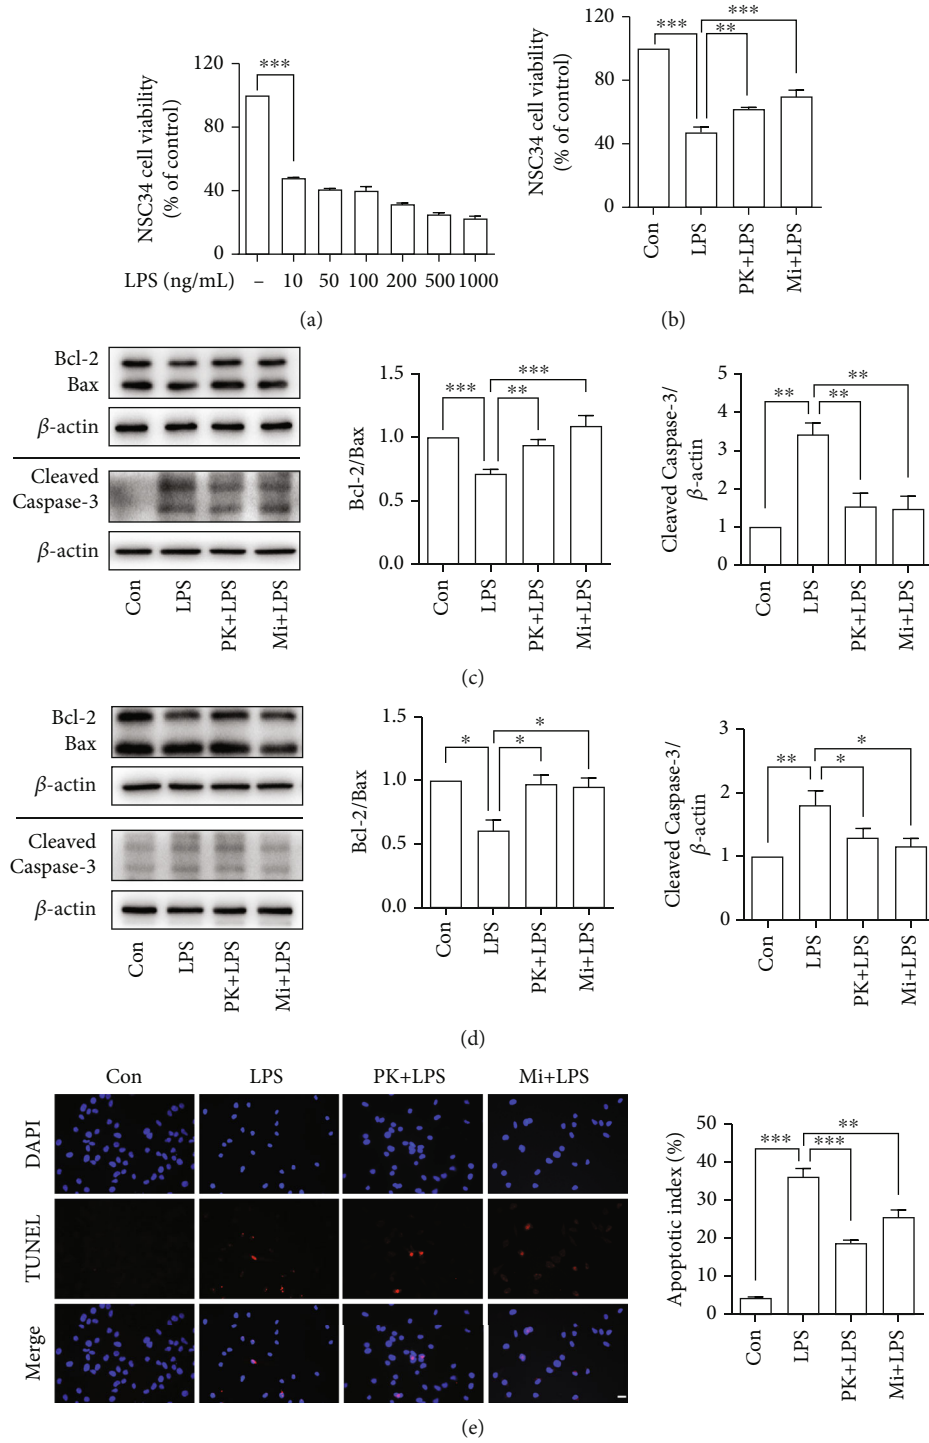 NSC34 cell viability
(% of control)
120
80
40
0
***
LPS (ng/mL) – 10 50 100 200 500 1000
(a)
NSC34 cell viability
(% of control)
120
80
40
0
***
***
**
Con LPS PK+LPS Mi+LPS
(b)
Bcl-2
Bax
β-actin
Cleaved
Caspase-3
β-actin
Con LPS PK+LPS Mi+LPS
Bcl-2/Bax
1.5
1.0
0.5
0.0
***
***
**
Con LPS PK+LPS Mi+LPS
Cleaved Caspase-3/
β-actin
5
4
3
2
1
0
**
**
**
Con LPS PK+LPS Mi+LPS
(c)
Bcl-2
Bax
β-actin
Cleaved
Caspase-3
β-actin
Con LPS PK+LPS Mi+LPS
Bcl-2/Bax
1.5
1.0
0.5
0.0
*
*
*
Con LPS PK+LPS Mi+LPS
Cleaved Caspase-3/
β-actin
3
2
1
0
*
**
*
Con LPS PK+LPS Mi+LPS
(d)
Con LPS PK+LPS Mi+LPS
DAPI
TUNEL
Merge
Apoptotic index (%)
50
40
30
20
10
0
**
***
***
Con LPS PK+LPS Mi+LPS
(e)